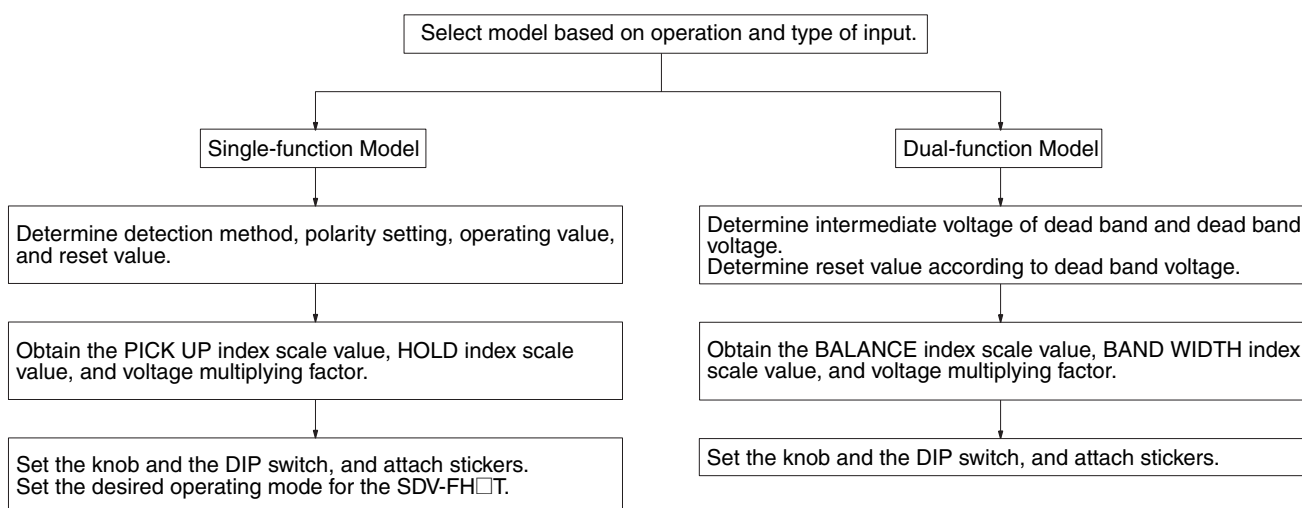 Select model based on operation and type of input.
Single-function Model
Dual-function Model
Determine detection method, polarity setting, operating value,
and reset value.
Determine intermediate voltage of dead band and dead band
voltage.
Determine reset value according to dead band voltage.
Obtain the PICK UP index scale value, HOLD index scale
value, and voltage multiplying factor.
Obtain the BALANCE index scale value, BAND WIDTH index
scale value, and voltage multiplying factor.
Set the knob and the DIP switch, and attach stickers.
Set the desired operating mode for the SDV-FH□T.
Set the knob and the DIP switch, and attach stickers.